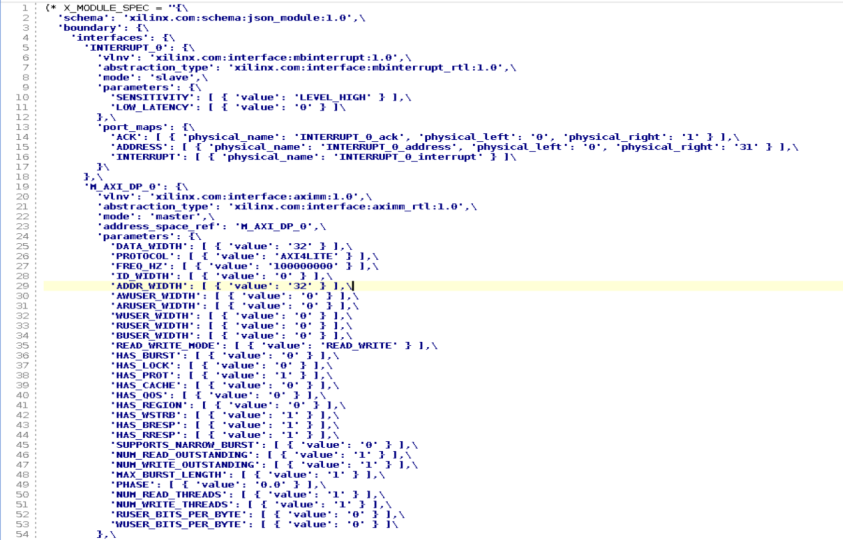 1 (* X_MODULE_SPEC = "{\
2 'schema': 'xilinx.com:schema:json_module:1.0',\
3 'boundary': {\
4 'interfaces': {\
5 'INTERRUPT_0': {\
6 'vlnv': 'xilinx.com:interface:mbinterrupt:1.0',\
7 'abstraction_type': 'xilinx.com:interface:mbinterrupt_rtl:1.0',\
8 'mode': 'slave',\
9 'parameters': {\
10 'SENSITIVITY': [ { 'value': 'LEVEL_HIGH' } ],\
11 'LOW_LATENCY': [ { 'value': '0' } ]\
12 },\
13 'port_maps': {\
14 'ACK': [ { 'physical_name': 'INTERRUPT_0_ack', 'physical_left': '0', 'physical_right': '1' } ],\
15 'ADDRESS': [ { 'physical_name': 'INTERRUPT_0_address', 'physical_left': '0', 'physical_right': '31' } ],\
16 'INTERRUPT': [ { 'physical_name': 'INTERRUPT_0_interrupt' } ]\
17 }\
18 },\
19 'M_AXI_DP_0': {\
20 'vlnv': 'xilinx.com:interface:aximm:1.0',\
21 'abstraction_type': 'xilinx.com:interface:aximm_rtl:1.0',\
22 'mode': 'master',\
23 'address_space_ref': 'M_AXI_DP_0',\
24 'parameters': {\
25 'DATA_WIDTH': [ { 'value': '32' } ],\
26 'PROTOCOL': [ { 'value': 'AXI4LITE' } ],\
27 'FREQ_HZ': [ { 'value': '100000000' } ],\
28 'ID_WIDTH': [ { 'value': '0' } ],\
29 'ADDR_WIDTH': [ { 'value': '32' } ],\
30 'AWUSER_WIDTH': [ { 'value': '0' } ],\
31 'ARUSER_WIDTH': [ { 'value': '0' } ],\
32 'WUSER_WIDTH': [ { 'value': '0' } ],\
33 'RUSER_WIDTH': [ { 'value': '0' } ],\
34 'BUSER_WIDTH': [ { 'value': '0' } ],\
35 'READ_WRITE_MODE': [ { 'value': 'READ_WRITE' } ],\
36 'HAS_BURST': [ { 'value': '0' } ],\
37 'HAS_LOCK': [ { 'value': '0' } ],\
38 'HAS_PROT': [ { 'value': '1' } ],\
39 'HAS_CACHE': [ { 'value': '0' } ],\
40 'HAS_QOS': [ { 'value': '0' } ],\
41 'HAS_REGION': [ { 'value': '0' } ],\
42 'HAS_WSTRB': [ { 'value': '1' } ],\
43 'HAS_BRESP': [ { 'value': '1' } ],\
44 'HAS_RRESP': [ { 'value': '1' } ],\
45 'SUPPORTS_NARROW_BURST': [ { 'value': '0' } ],\
46 'NUM_READ_OUTSTANDING': [ { 'value': '1' } ],\
47 'NUM_WRITE_OUTSTANDING': [ { 'value': '1' } ],\
48 'MAX_BURST_LENGTH': [ { 'value': '1' } ],\
49 'PHASE': [ { 'value': '0.0' } ],\
50 'NUM_READ_THREADS': [ { 'value': '1' } ],\
51 'NUM_WRITE_THREADS': [ { 'value': '1' } ],\
52 'RUSER_BITS_PER_BYTE': [ { 'value': '0' } ],\
53 'WUSER_BITS_PER_BYTE': [ { 'value': '0' } ]\
54 },\